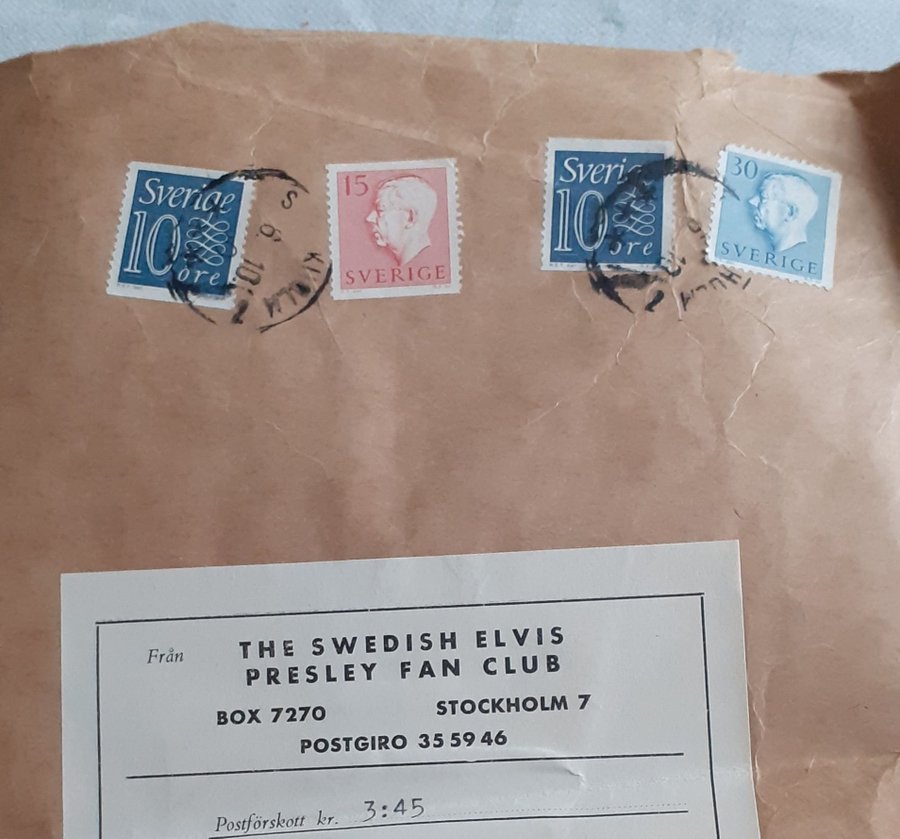 Sverige
10
öre
15
SVERIGE
Sverige
10
öre
30
SVERIGE
Från
THE SWEDISH ELVIS
PRESLEY FAN CLUB
BOX 7270 STOCKHOLM 7
POSTGIRO 35 59 46
Postförskott kr. 3:45